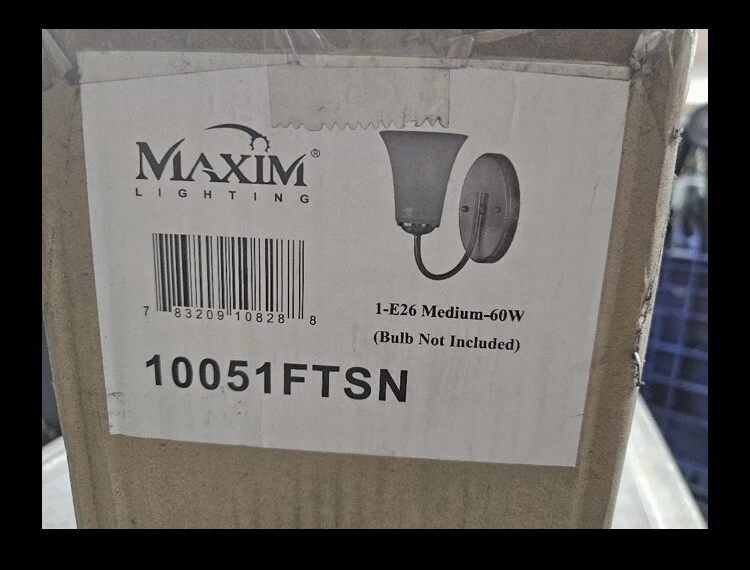 MAXIM®
LIGHTING
7 83209 10828 8
10051FTSN
1-E26 Medium-60W
(Bulb Not Included)